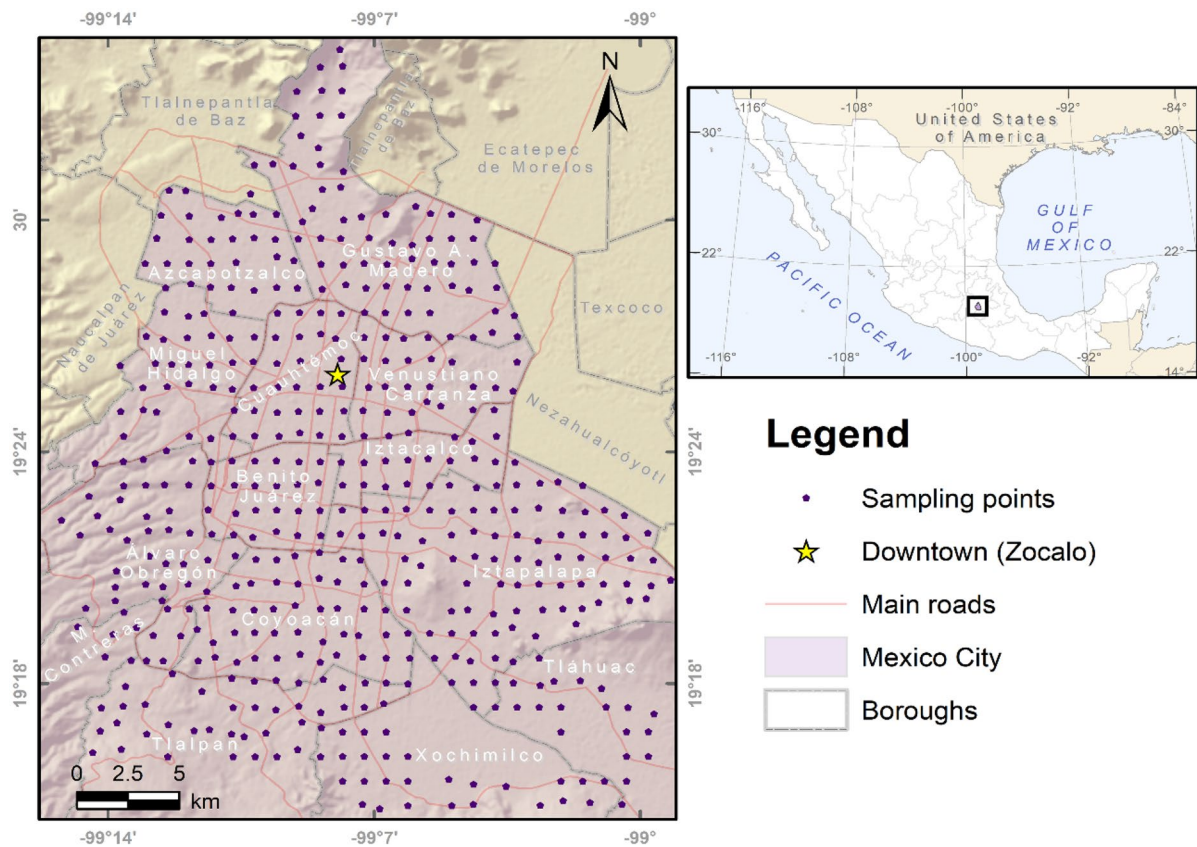 -99°14'
-99°7'
-99°
N
Tlalnepantla
de Baz
Tlalnepantla
de Baz
Ecatepec
de Morelos
30'
Gustavo A.
Madero
Azcapotzalco
Naucalpan
de Juárez
Texcoco
Miguel
Hidalgo
Cuauhtémoc
Venustiano
Carranza
Nezahualcóyotl
19°24'
19°24'
Iztacalco
Benito
Juárez
Álvaro
Obregón
Iztapalapa
Coyoacán
M.
Contreras
Tláhuac
19°18'
19°18'
Tlalpan
Xochimilco
0 2.5 5
km
-99°14'
-99°7'
-99°
-116°
-108°
-100°
-92°
-84°
United States
of America
30°
30°
GULF
OF
MEXICO
22°
22°
PACIFIC OCEAN
-116°
-108°
-100°
-92°
14°
Legend
Sampling points
Downtown (Zocalo)
Main roads
Mexico City
Boroughs